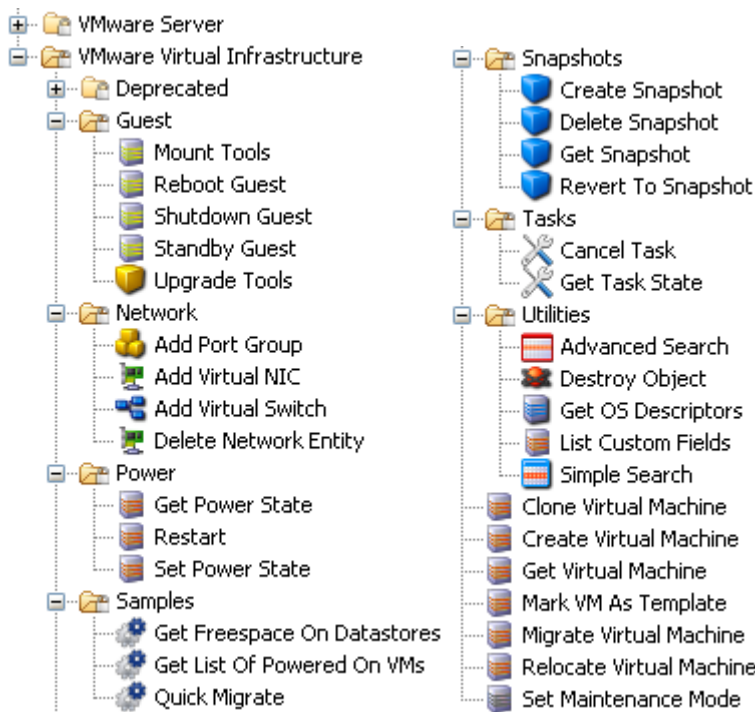 VMware Server
VMware Virtual Infrastructure
Deprecated
Guest
Mount Tools
Reboot Guest
Shutdown Guest
Standby Guest
Upgrade Tools
Network
Add Port Group
Add Virtual NIC
Add Virtual Switch
Delete Network Entity
Power
Get Power State
Restart
Set Power State
Samples
Get Freespace On Datastores
Get List Of Powered On VMs
Quick Migrate
Snapshots
Create Snapshot
Delete Snapshot
Get Snapshot
Revert To Snapshot
Tasks
Cancel Task
Get Task State
Utilities
Advanced Search
Destroy Object
Get OS Descriptors
List Custom Fields
Simple Search
Clone Virtual Machine
Create Virtual Machine
Get Virtual Machine
Mark VM As Template
Migrate Virtual Machine
Relocate Virtual Machine
Set Maintenance Mode